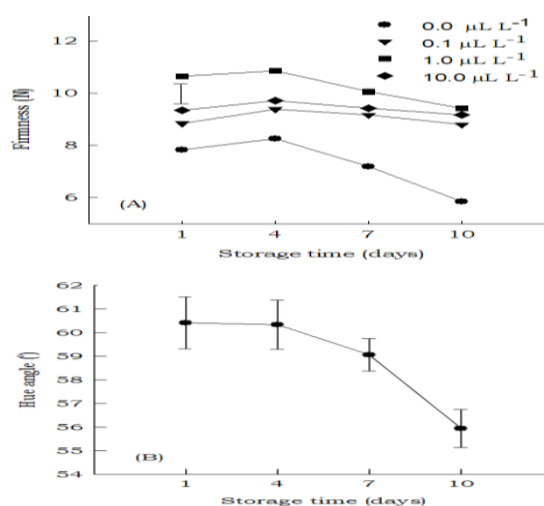 0.0 µL L⁻¹
0.1 µL L⁻¹
1.0 µL L⁻¹
10.0 µL L⁻¹
Firmness (N)
12
10
8
6
(A)
1 4 7 10
Storage time (days)
Hue angle (°)
62
61
60
59
58
57
56
55
54
(B)
1 4 7 10
Storage time (days)